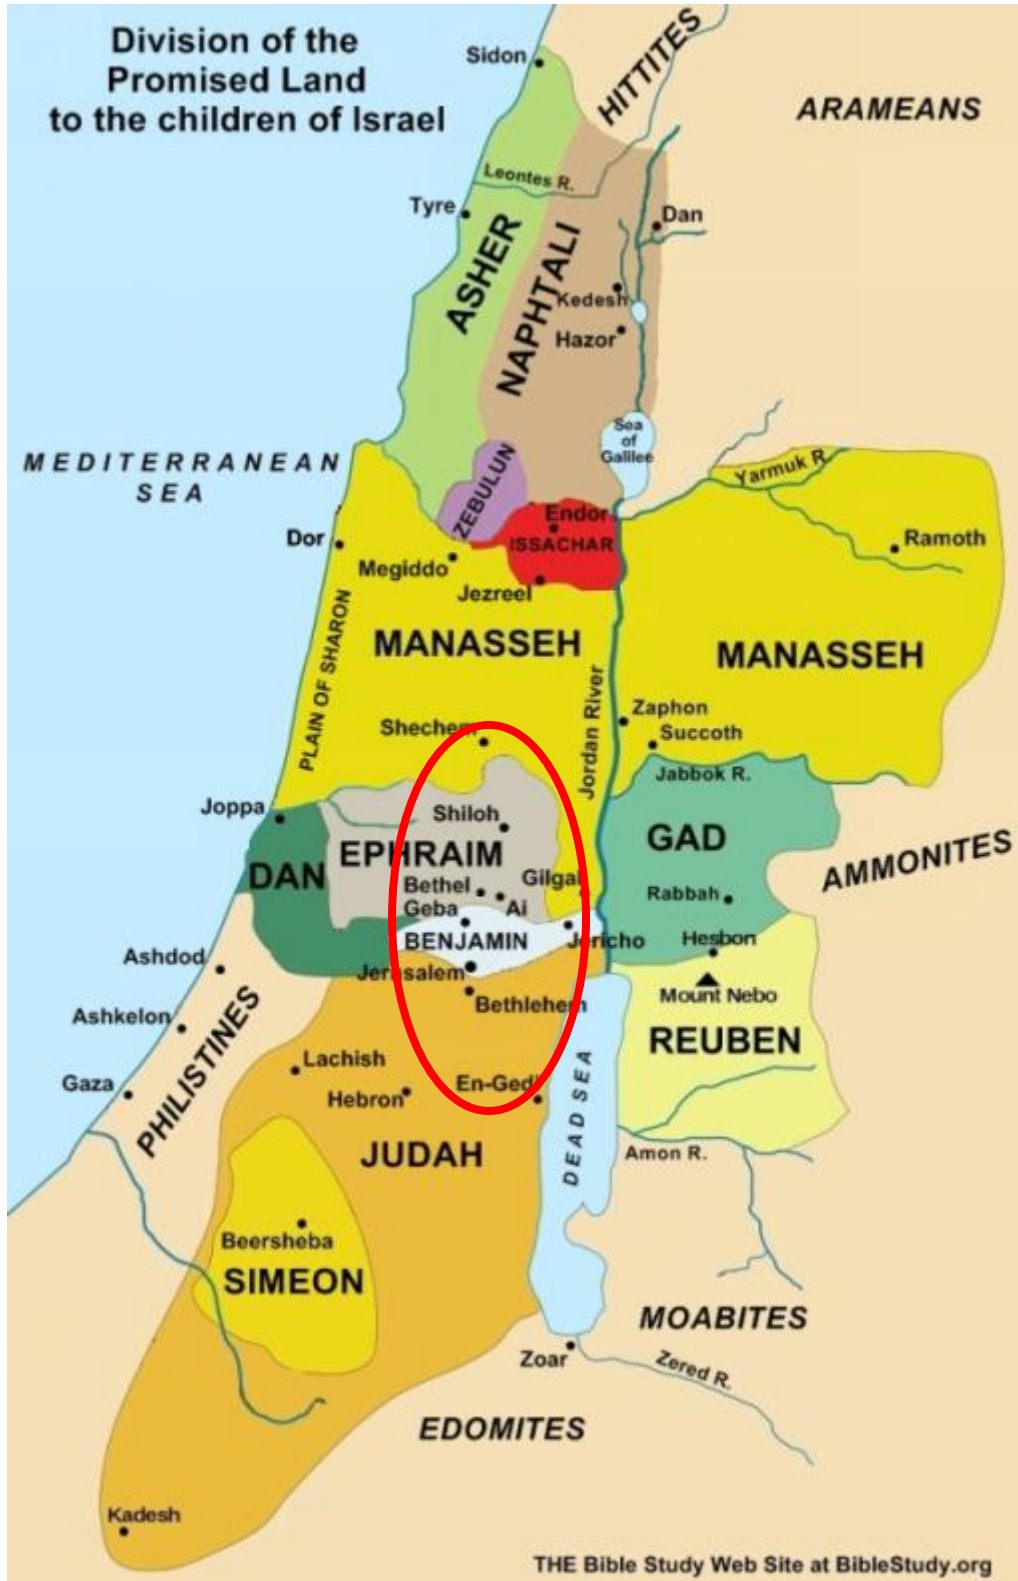 Division of the
Promised Land
to the children of Israel
Sidon
HITTITES
ARAMEANS
Leontes R.
Tyre
Dan
ASHER
NAPHTALI
Kedesh
Hazor
Sea
of
Galilee
MEDITERRANEAN
SEA
ZEBULUN
Yarmuk R
Endor
Dor
ISSACHAR
Ramoth
Megiddo
Jezreel
PLAIN OF SHARON
MANASSEH
MANASSEH
Jordan River
Zaphon
Shechem
Succoth
Jabbok R.
Joppa
Shiloh
GAD
EPHRAIM
DAN
AMMONITES
Gilgal
Bethel
Rabbah
Geba
Ai
BENJAMIN
Jericho
Hesbon
Ashdod
Jerusalem
Mount Nebo
Bethlehem
Ashkelon
PHILISTINES
REUBEN
Lachish
Gaza
Hebron
En-Gedi
DEAD SEA
JUDAH
Amon R.
Beersheba
SIMEON
MOABITES
Zoar
Zered R.
EDOMITES
Kadesh
THE Bible Study Web Site at BibleStudy.org